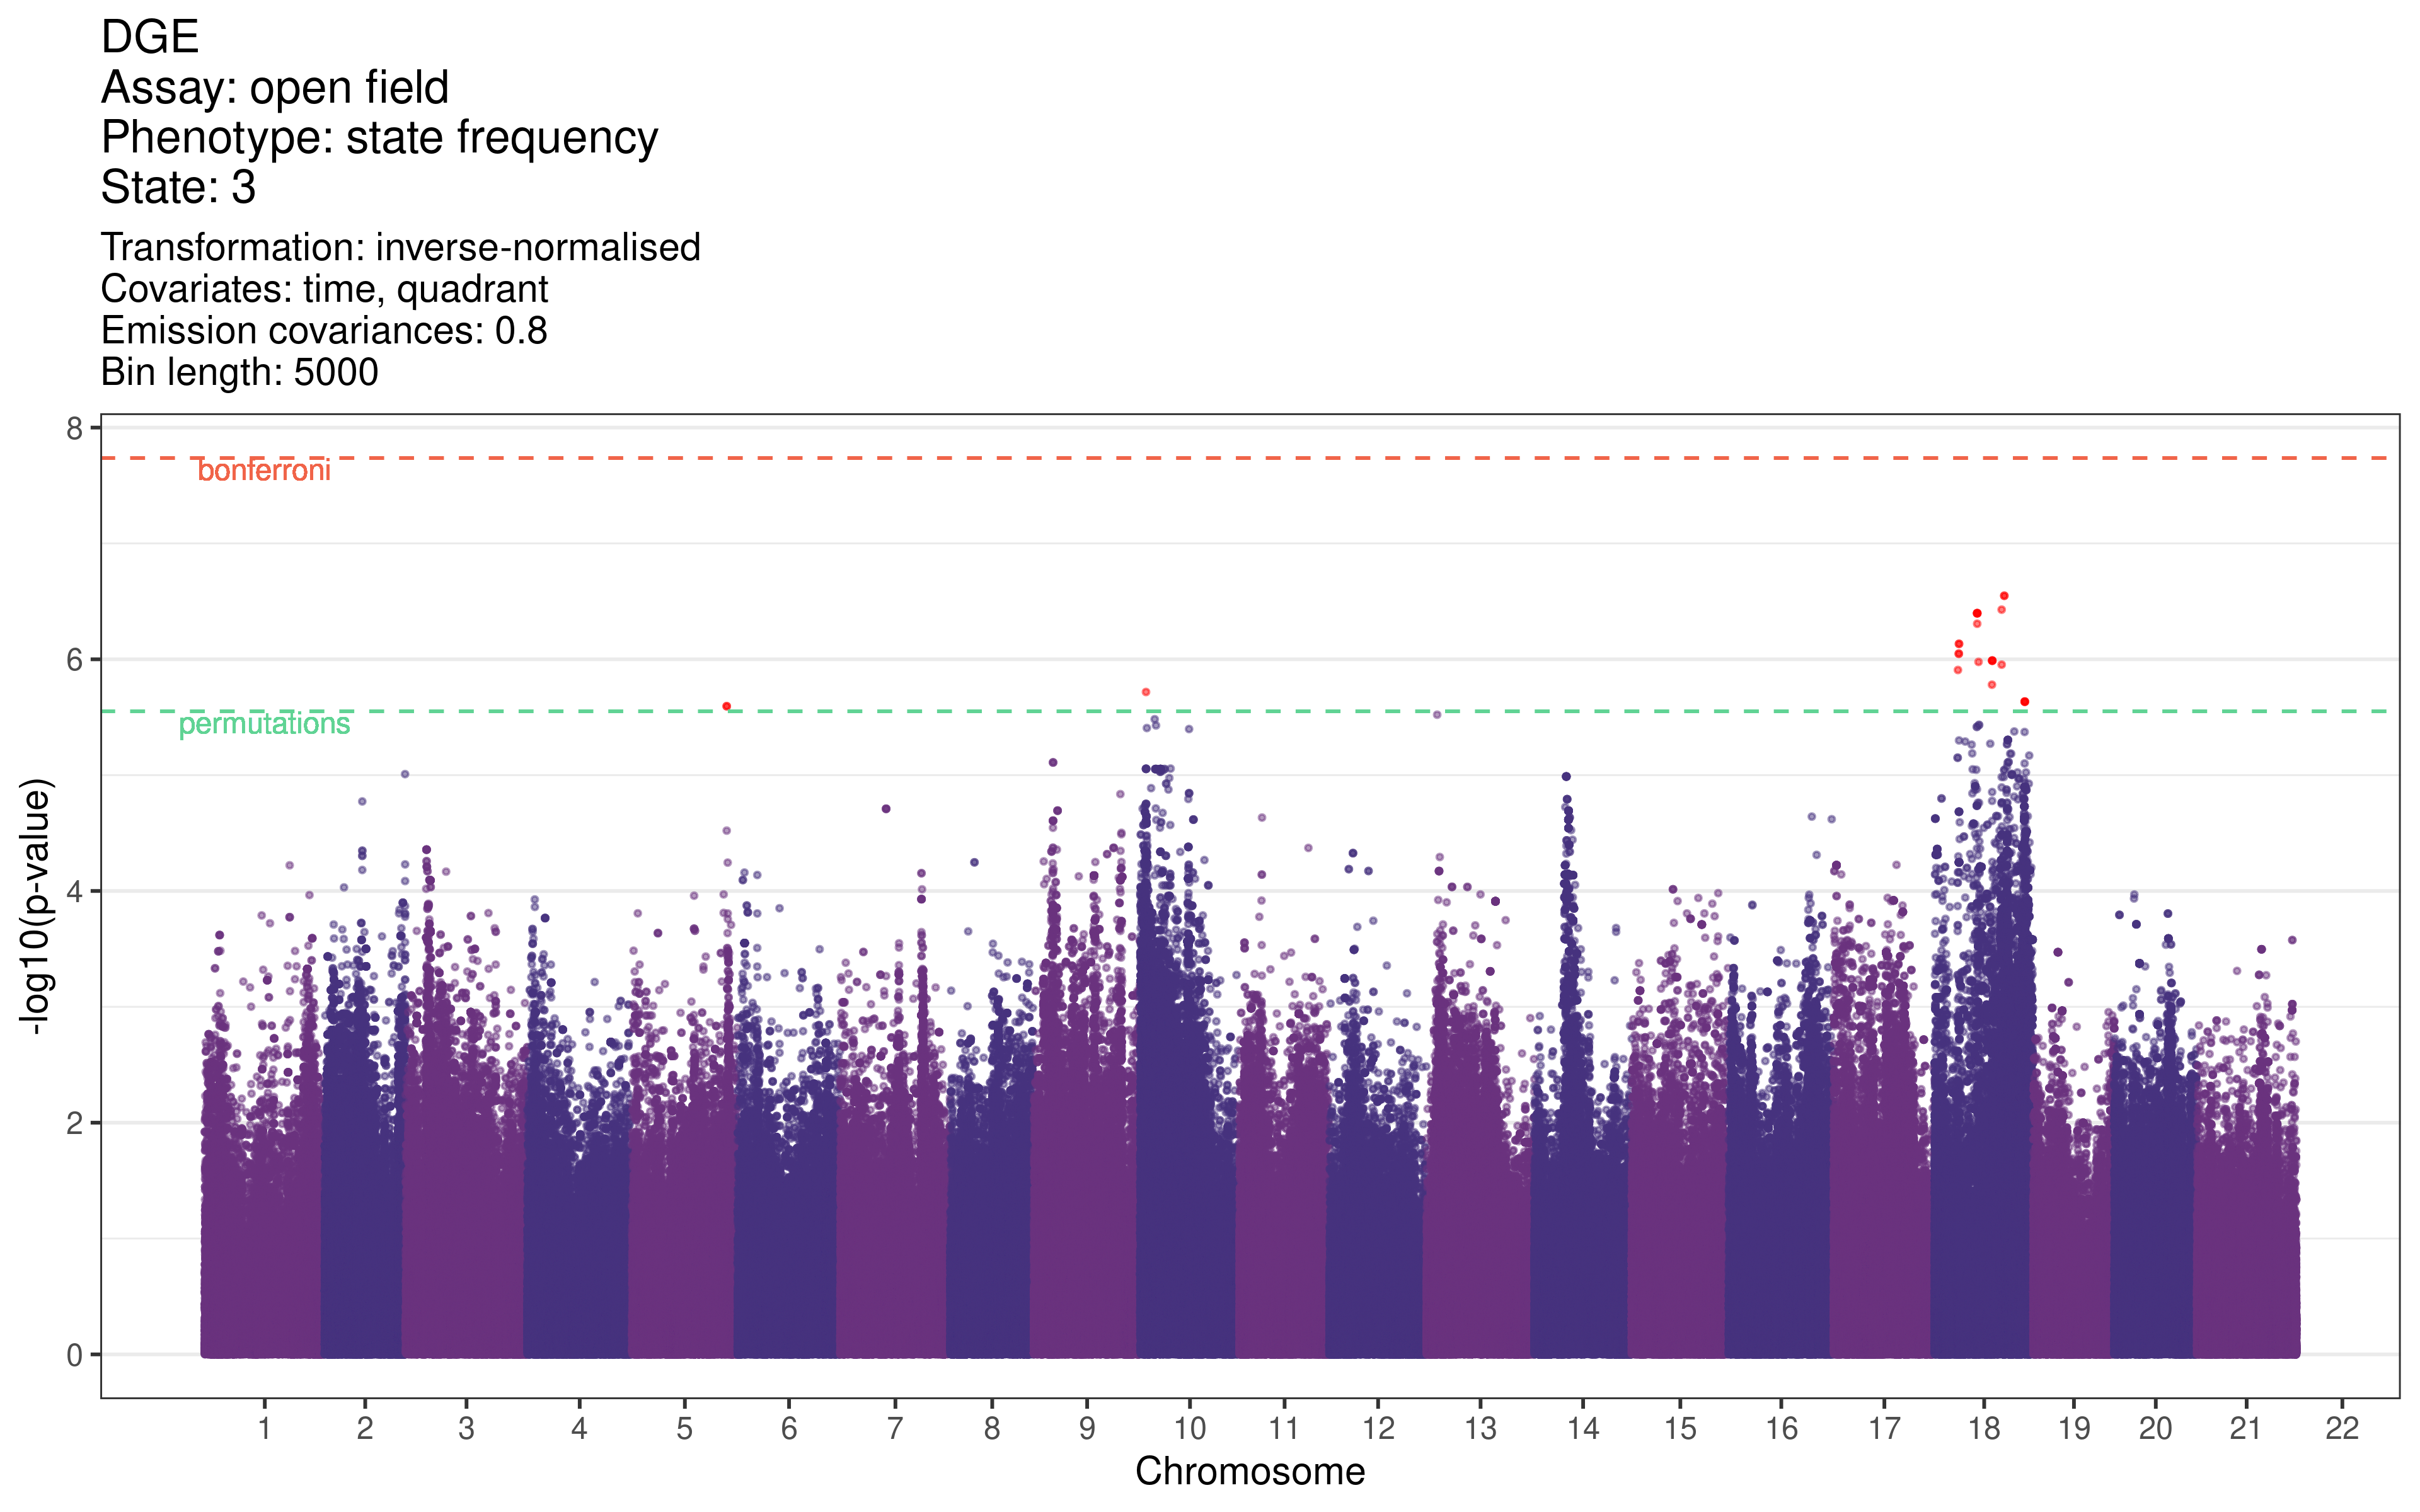 DGE
Assay: open field
Phenotype: state frequency
State: 3
Transformation: inverse-normalised
Covariates: time, quadrant
Emission covariances: 0.8
Bin length: 5000
8
bonferroni
6
permutations
4
2
0
-log10(p-value)
1 2 3 4 5 6 7 8 9 10 11 12 13 14 15 16 17 18 19 20 21 22
Chromosome